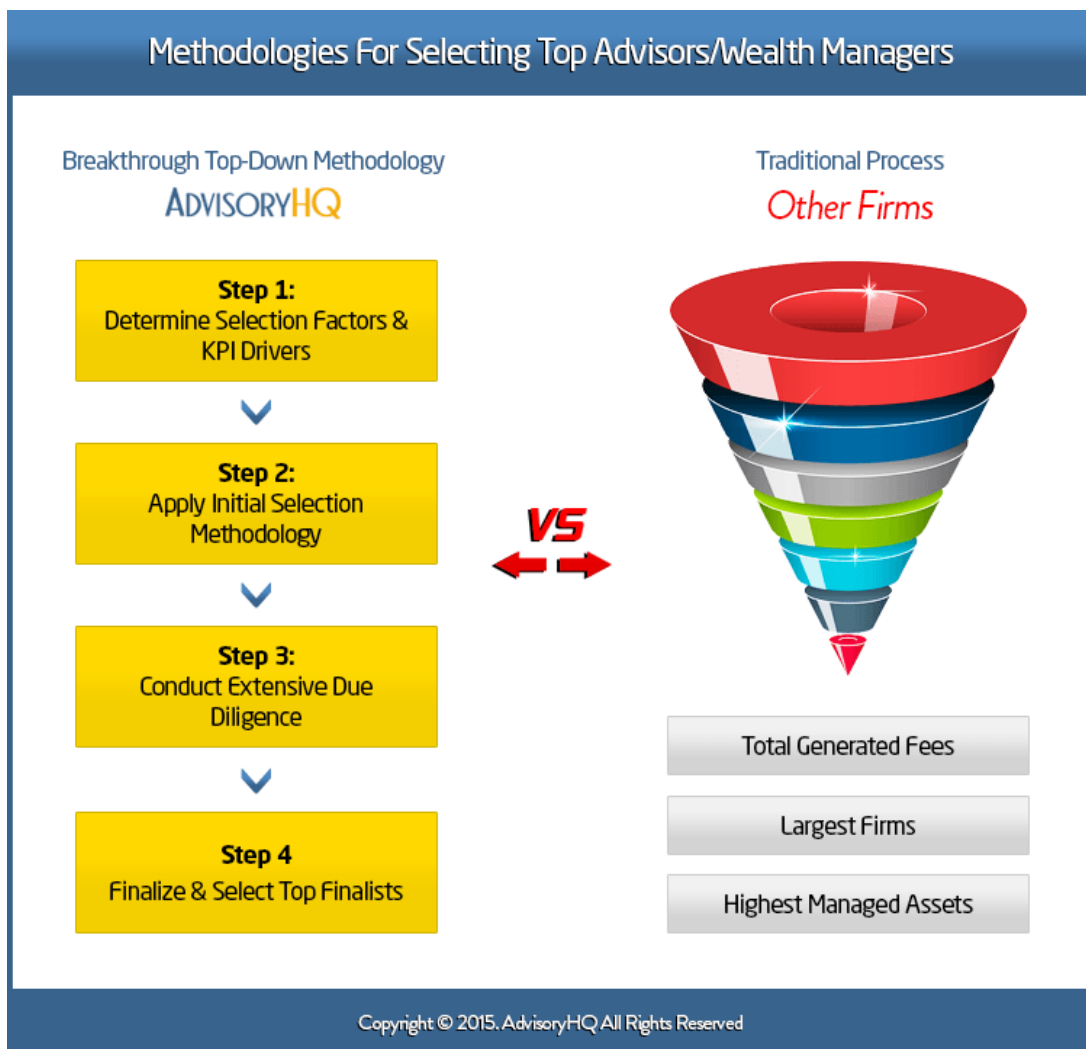 Methodologies For Selecting Top Advisors/Wealth Managers
Breakthrough Top-Down Methodology
ADVISORYHQ
Step 1:
Determine Selection Factors &
KPI Drivers
Step 2:
Apply Initial Selection
Methodology
Step 3:
Conduct Extensive Due
Diligence
Step 4
Finalize & Select Top Finalists
VS
Traditional Process
Other Firms
Total Generated Fees
Largest Firms
Highest Managed Assets
Copyright © 2015. AdvisoryHQ All Rights Reserved